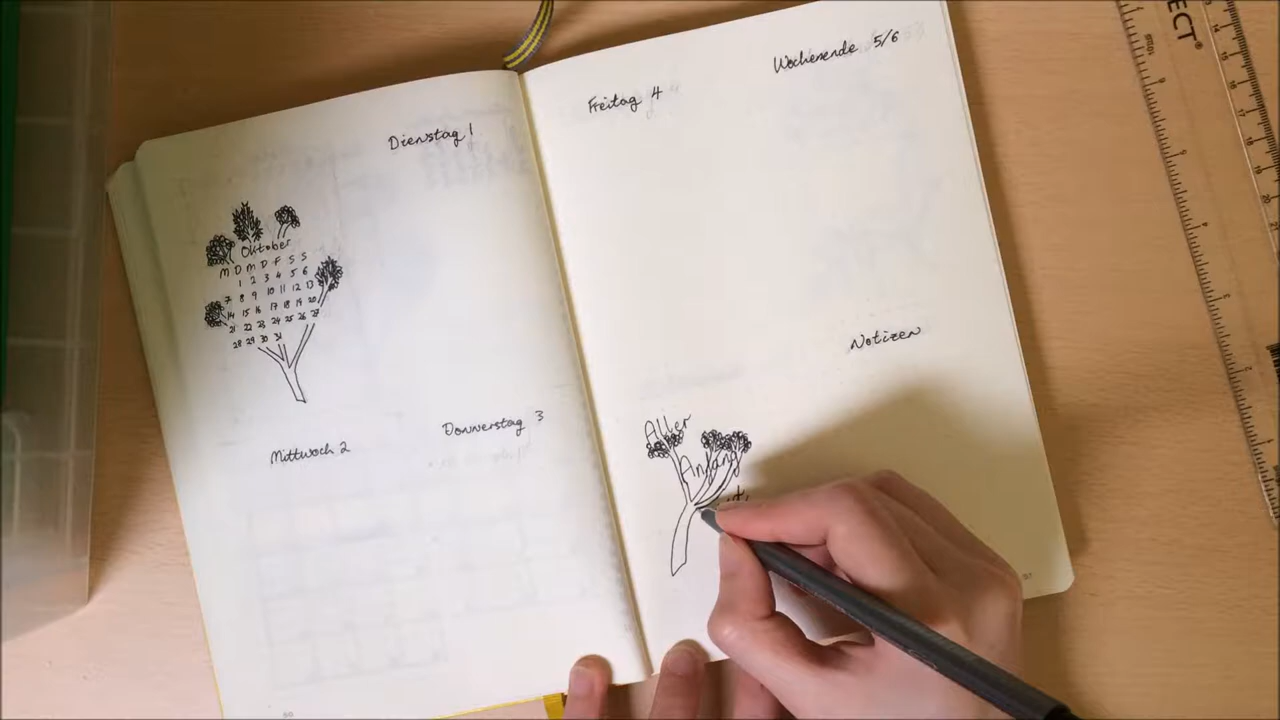 Dienstag 1
Oktober
M D M D F S S
1 2 3 4 5 6
7 8 9 10 11 12 13
14 15 16 17 18 19 20
21 22 23 24 25 26 27
28 29 30 31
Mittwoch 2
Donnerstag 3
Freitag 4
Wochenende 5/6
Notizen
Aller
Anfang
50